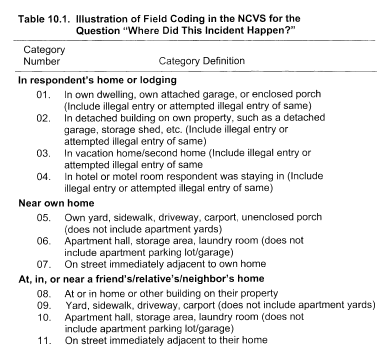 Table 10.1. Illustration of Field Coding in the NCVS for the
Question “Where Did This Incident Happen?”
Category
Number Category Definition
In respondent's home or lodging
01. In own dwelling, own attached garage, or enclosed porch
(Include illegal entry or attempted illegal entry of same)
02. In detached building on own property, such as a detached
garage, storage shed, etc. (Include illegal entry or
attempted illegal entry of same)
03. In vacation home/second home (Include illegal entry or
attempted illegal entry of same
04. In hotel or motel room respondent was staying in (Include
illegal entry or attempted illegal entry of same)
Near own home
05. Own yard, sidewalk, driveway, carport, unenclosed porch
(does not include apartment yards)
06. Apartment hall, storage area, laundry room (does not
include apartment parking lot/garage)
07. On street immediately adjacent to own home
At, in, or near a friend's/relative's/neighbor's home
08. At or in home or other building on their property
09. Yard, sidewalk, driveway, carport (does not include apartment yards)
10. Apartment hall, storage area, laundry room (does not
include apartment parking lot/garage)
11. On street immediately adjacent to their home